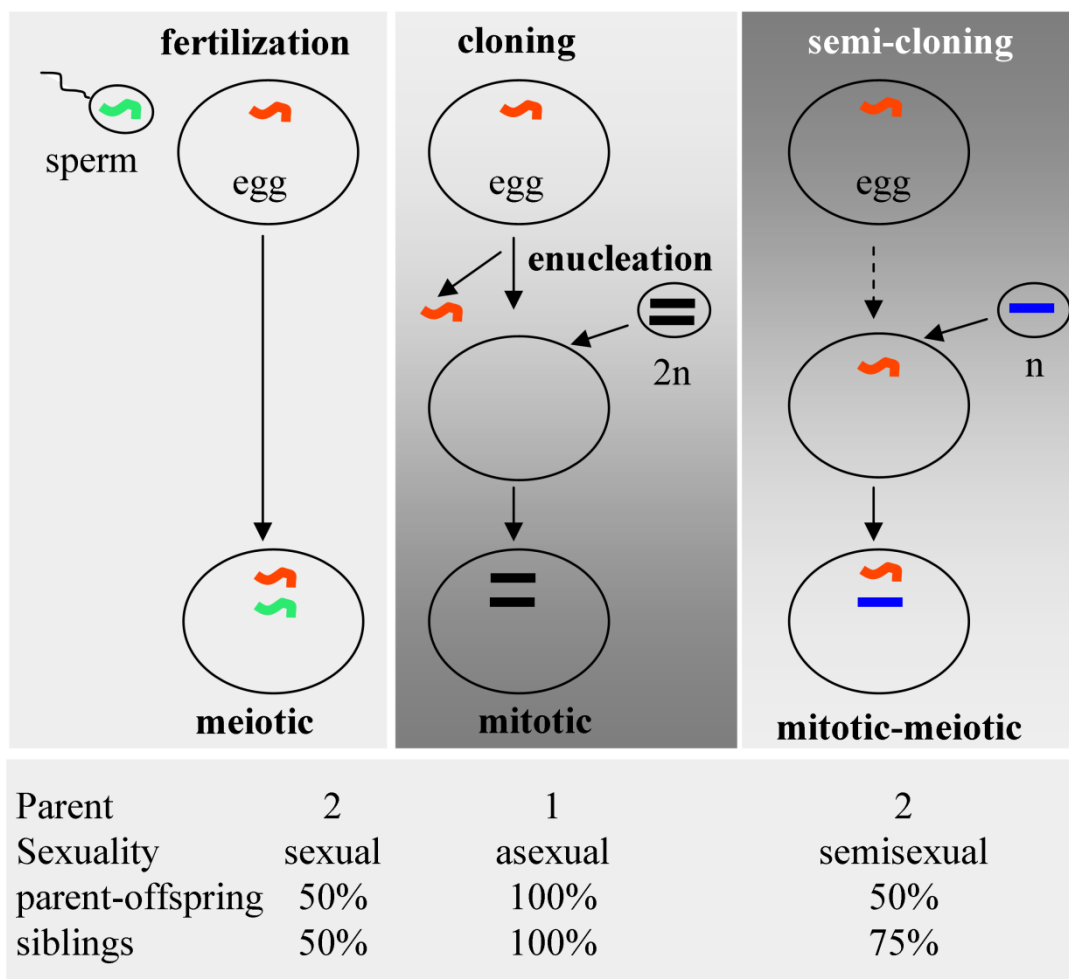 fertilization
sperm
egg
meiotic
cloning
egg
enucleation
2n
mitotic
semi-cloning
egg
n
mitotic-meiotic
Parent 2 1 2
Sexuality sexual asexual semisexual
parent-offspring 50% 100% 50%
siblings 50% 100% 75%